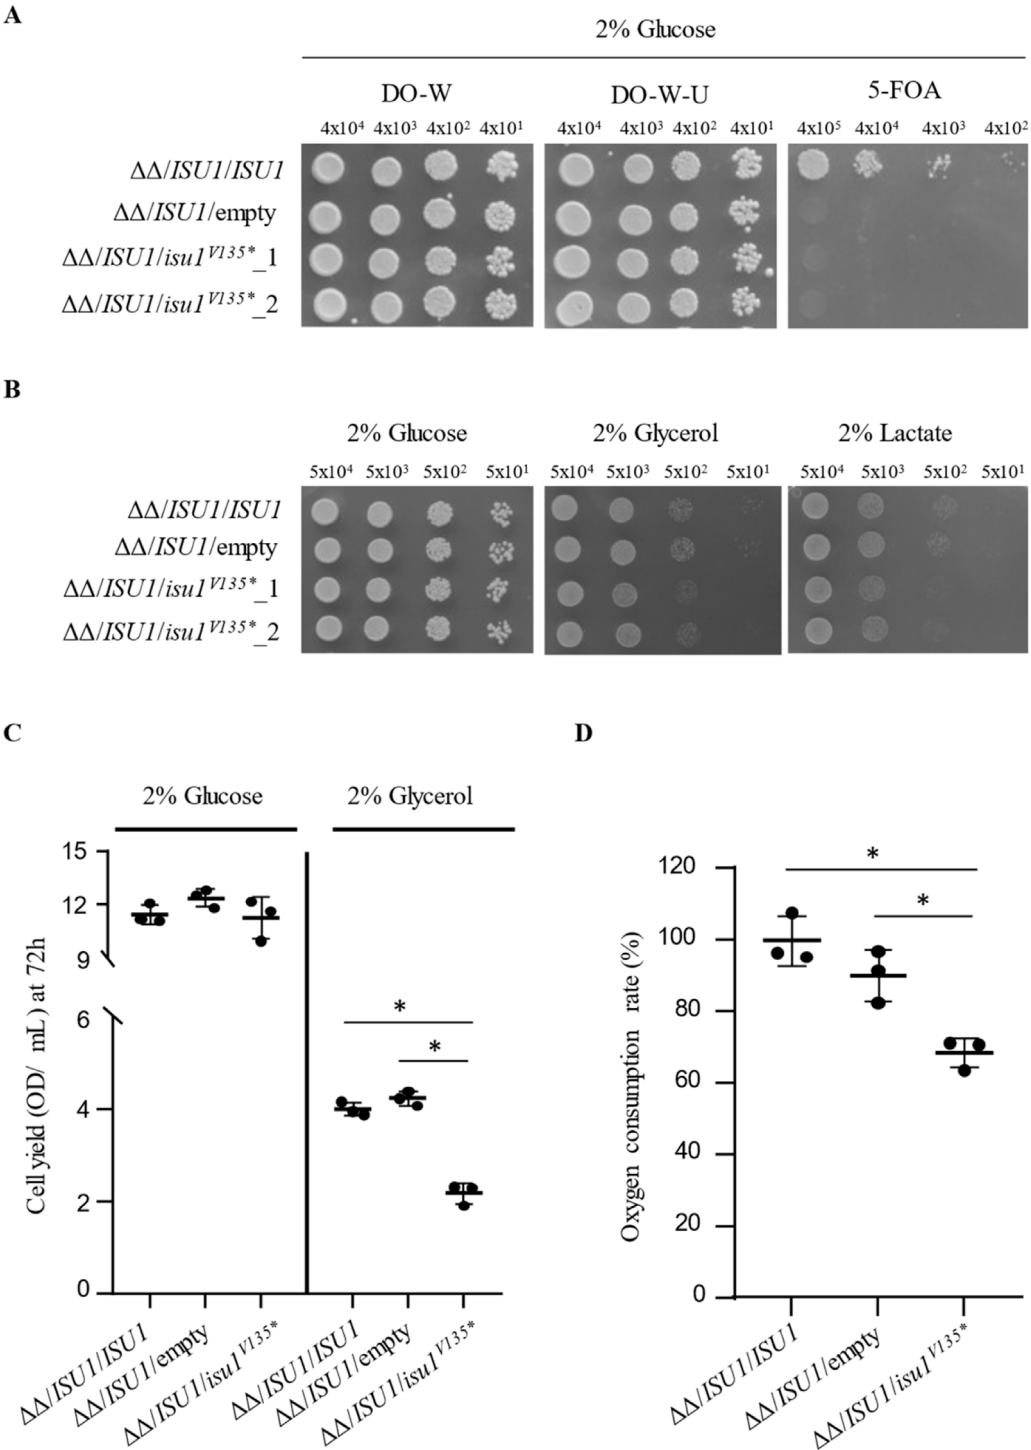 A
2% Glucose
DO-W DO-W-U 5-FOA
4x10⁴ 4x10³ 4x10² 4x10¹ 4x10⁴ 4x10³ 4x10² 4x10¹ 4x10⁵ 4x10⁴ 4x10³ 4x10²
ΔΔ/ISU1/ISU1
ΔΔ/ISU1/empty
ΔΔ/ISU1/isu1ⱽ¹³⁵*_1
ΔΔ/ISU1/isu1ⱽ¹³⁵*_2
B
2% Glucose 2% Glycerol 2% Lactate
5x10⁴ 5x10³ 5x10² 5x10¹ 5x10⁴ 5x10³ 5x10² 5x10¹ 5x10⁴ 5x10³ 5x10² 5x10¹
ΔΔ/ISU1/ISU1
ΔΔ/ISU1/empty
ΔΔ/ISU1/isu1ⱽ¹³⁵*_1
ΔΔ/ISU1/isu1ⱽ¹³⁵*_2
C
2% Glucose 2% Glycerol
Cell yield (OD/ mL) at 72h
15
12
9
6
4
2
0
*
*
ΔΔ/ISU1/ISU1
ΔΔ/ISU1/empty
ΔΔ/ISU1/isu1ⱽ¹³⁵*
ΔΔ/ISU1/ISU1
ΔΔ/ISU1/empty
ΔΔ/ISU1/isu1ⱽ¹³⁵*
D
Oxygen consumption rate (%)
120
100
80
60
40
20
0
*
*
ΔΔ/ISU1/ISU1
ΔΔ/ISU1/empty
ΔΔ/ISU1/isu1ⱽ¹³⁵*